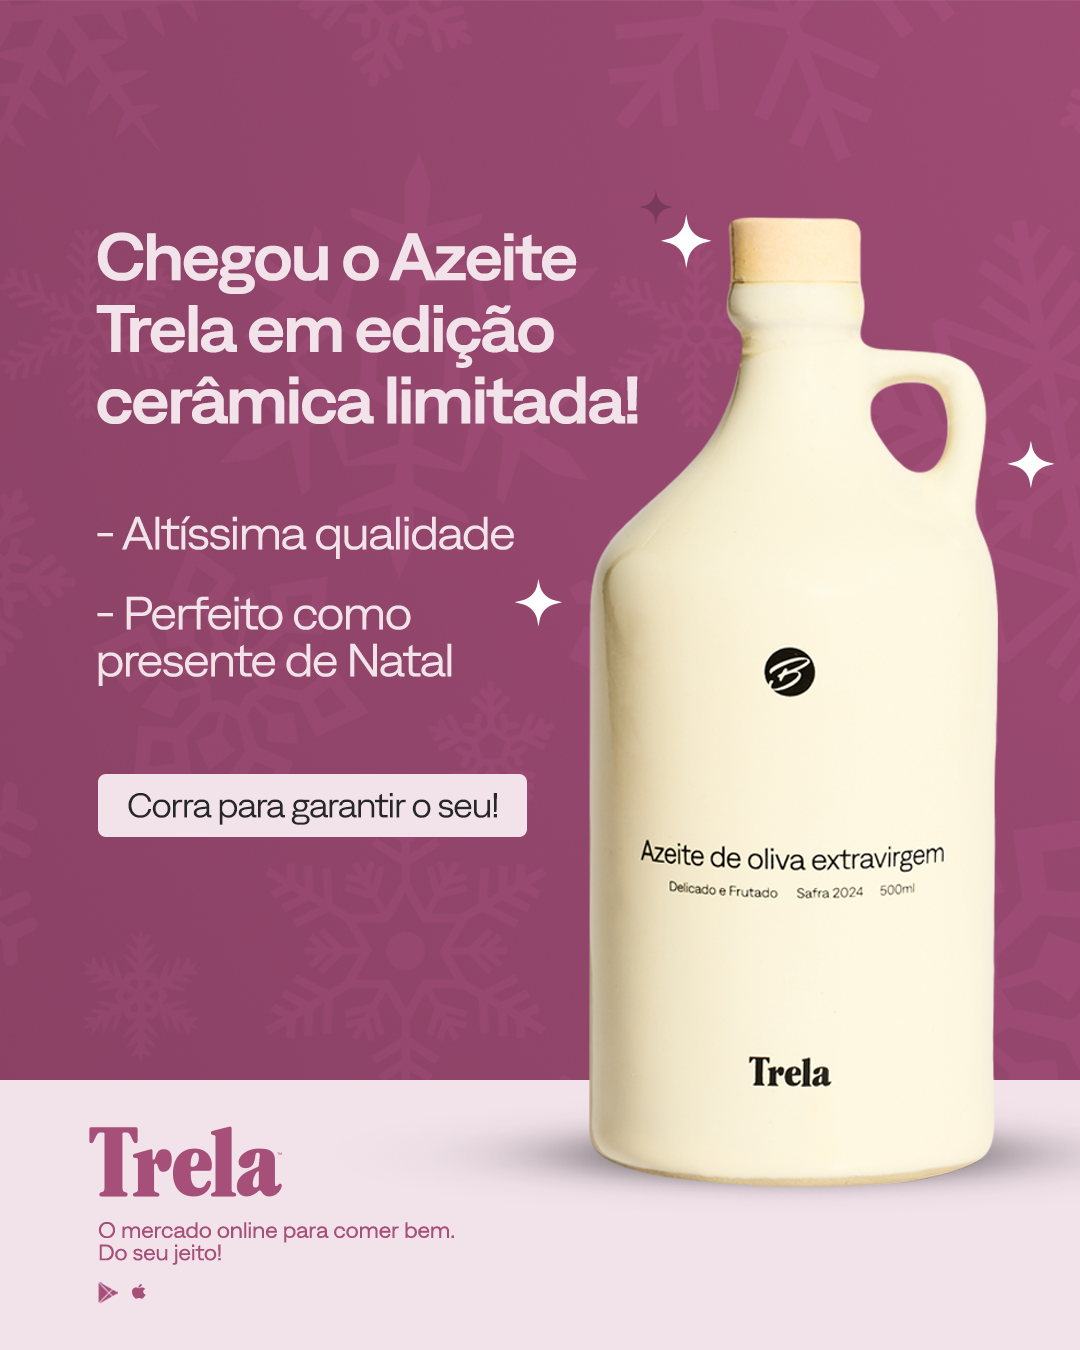 Chegou o Azeite
Trela em edição
cerâmica limitada!
- Altíssima qualidade
- Perfeito como
presente de Natal
Corra para garantir o seu!
B
Azeite de oliva extravirgem
Delicado e Frutado Safra 2024 500ml
Trela
Trela™
O mercado online para comer bem.
Do seu jeito!